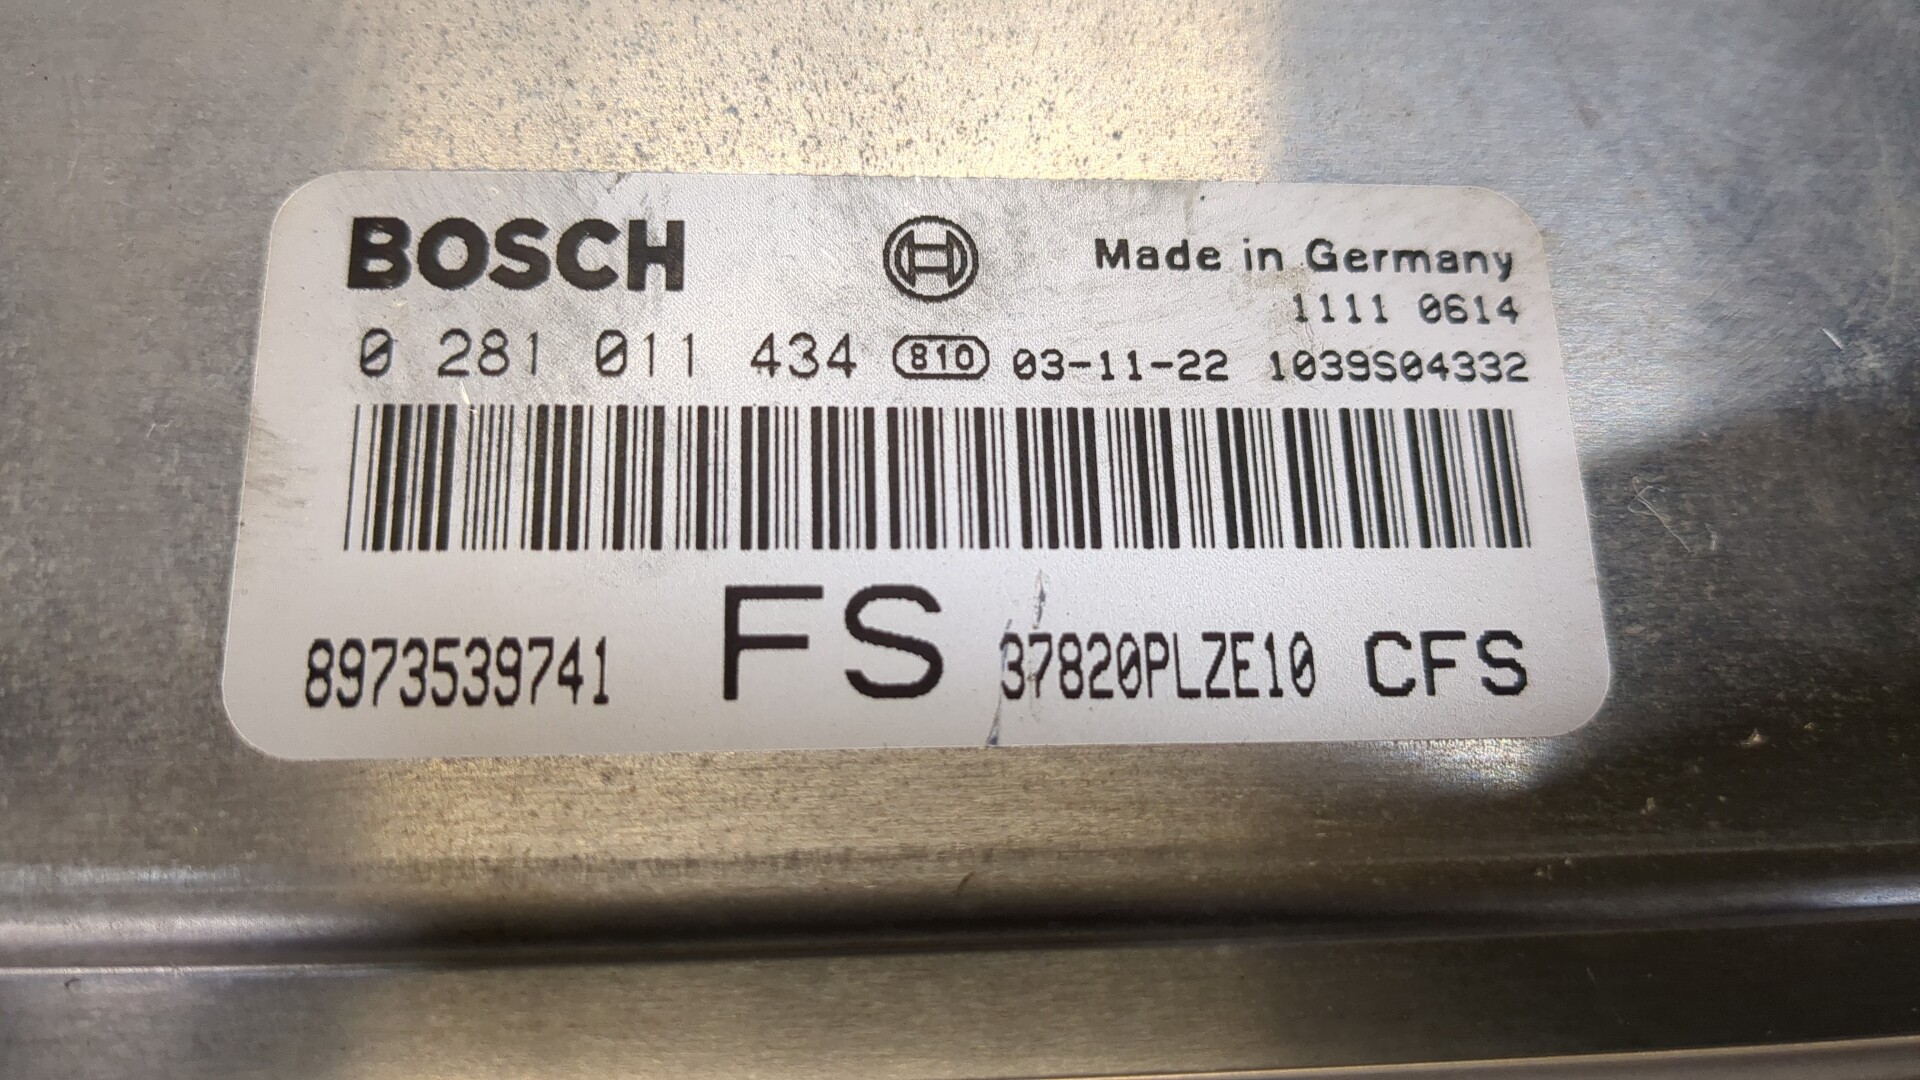 BOSCH Made in Germany
1111 0614
0 281 011 434 810 03-11-22 1039S04332
8973539741 FS 37820PLZE10 CFS